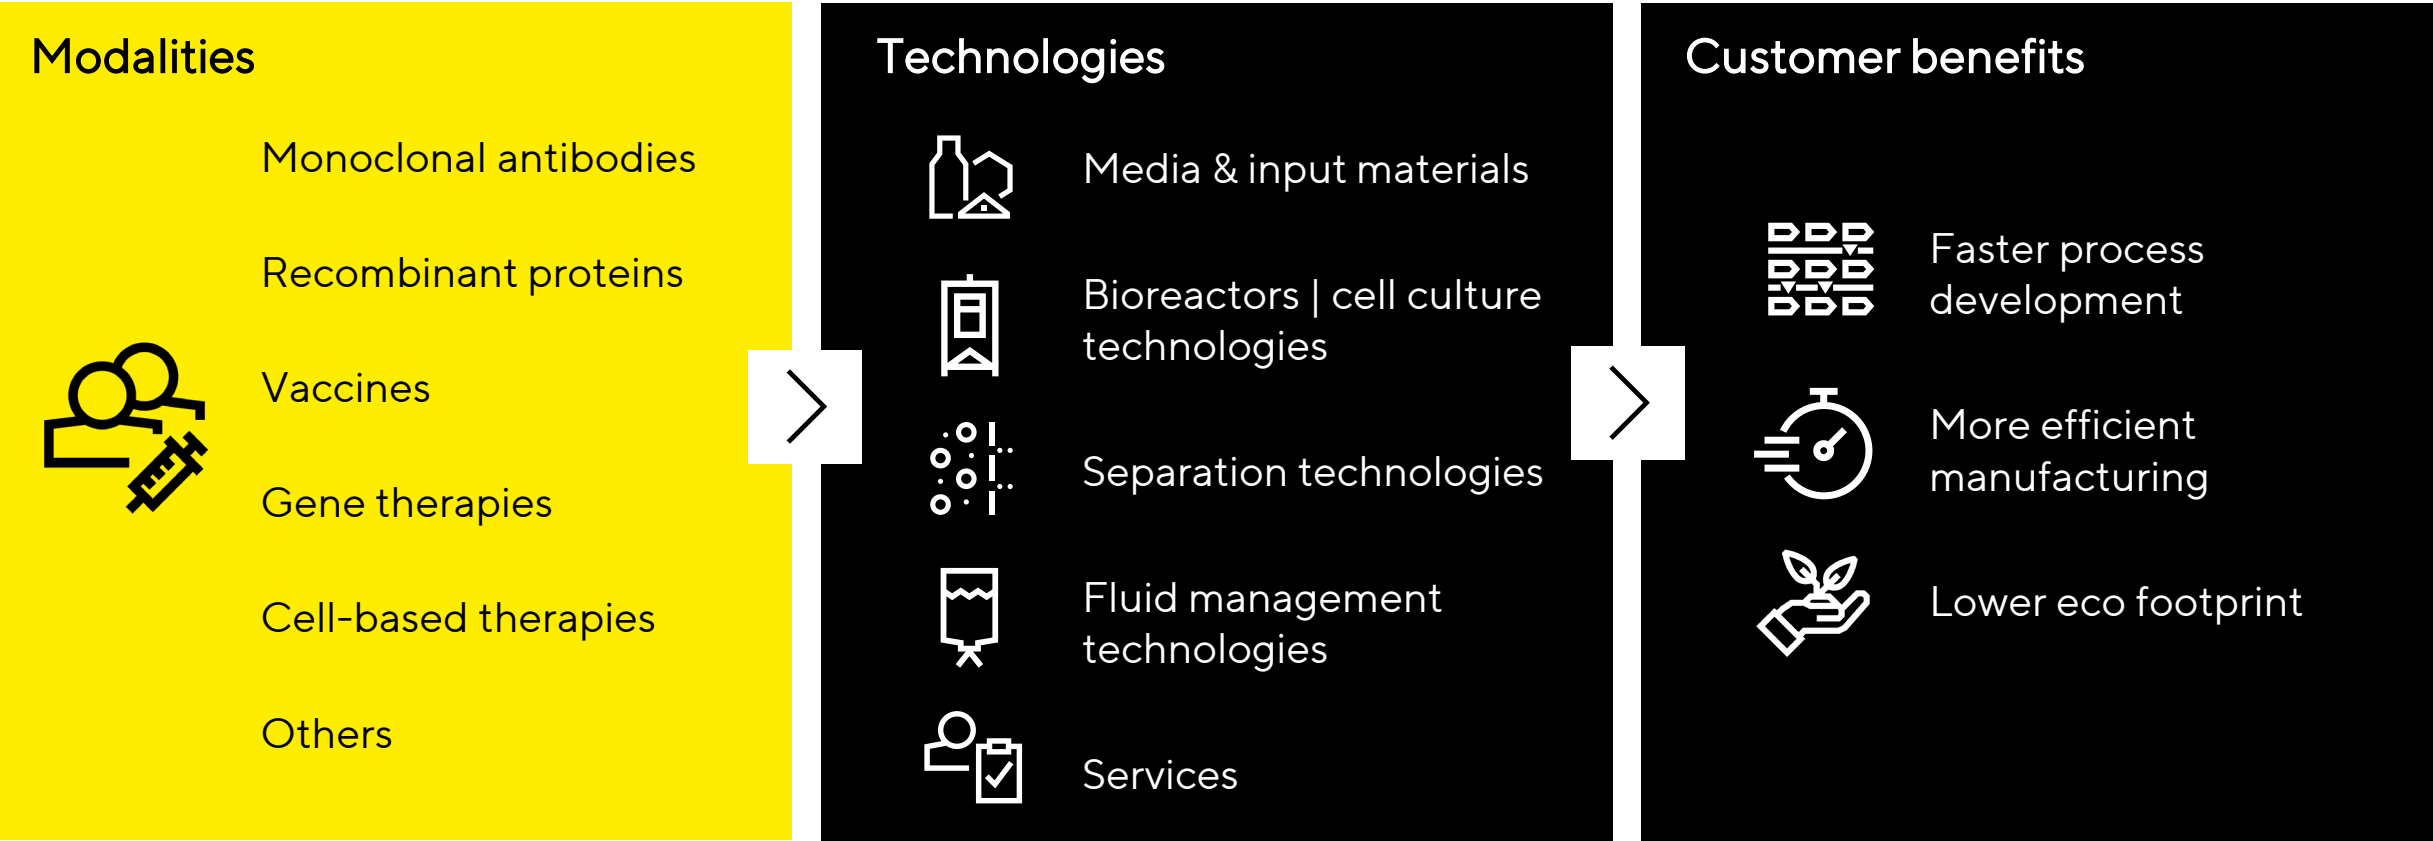 Modalities
Monoclonal antibodies
Recombinant proteins
Vaccines
Gene therapies
Cell-based therapies
Others
Technologies
Media & input materials
Bioreactors | cell culture
technologies
Separation technologies
Fluid management
technologies
Services
Customer benefits
Faster process
development
More efficient
manufacturing
Lower eco footprint